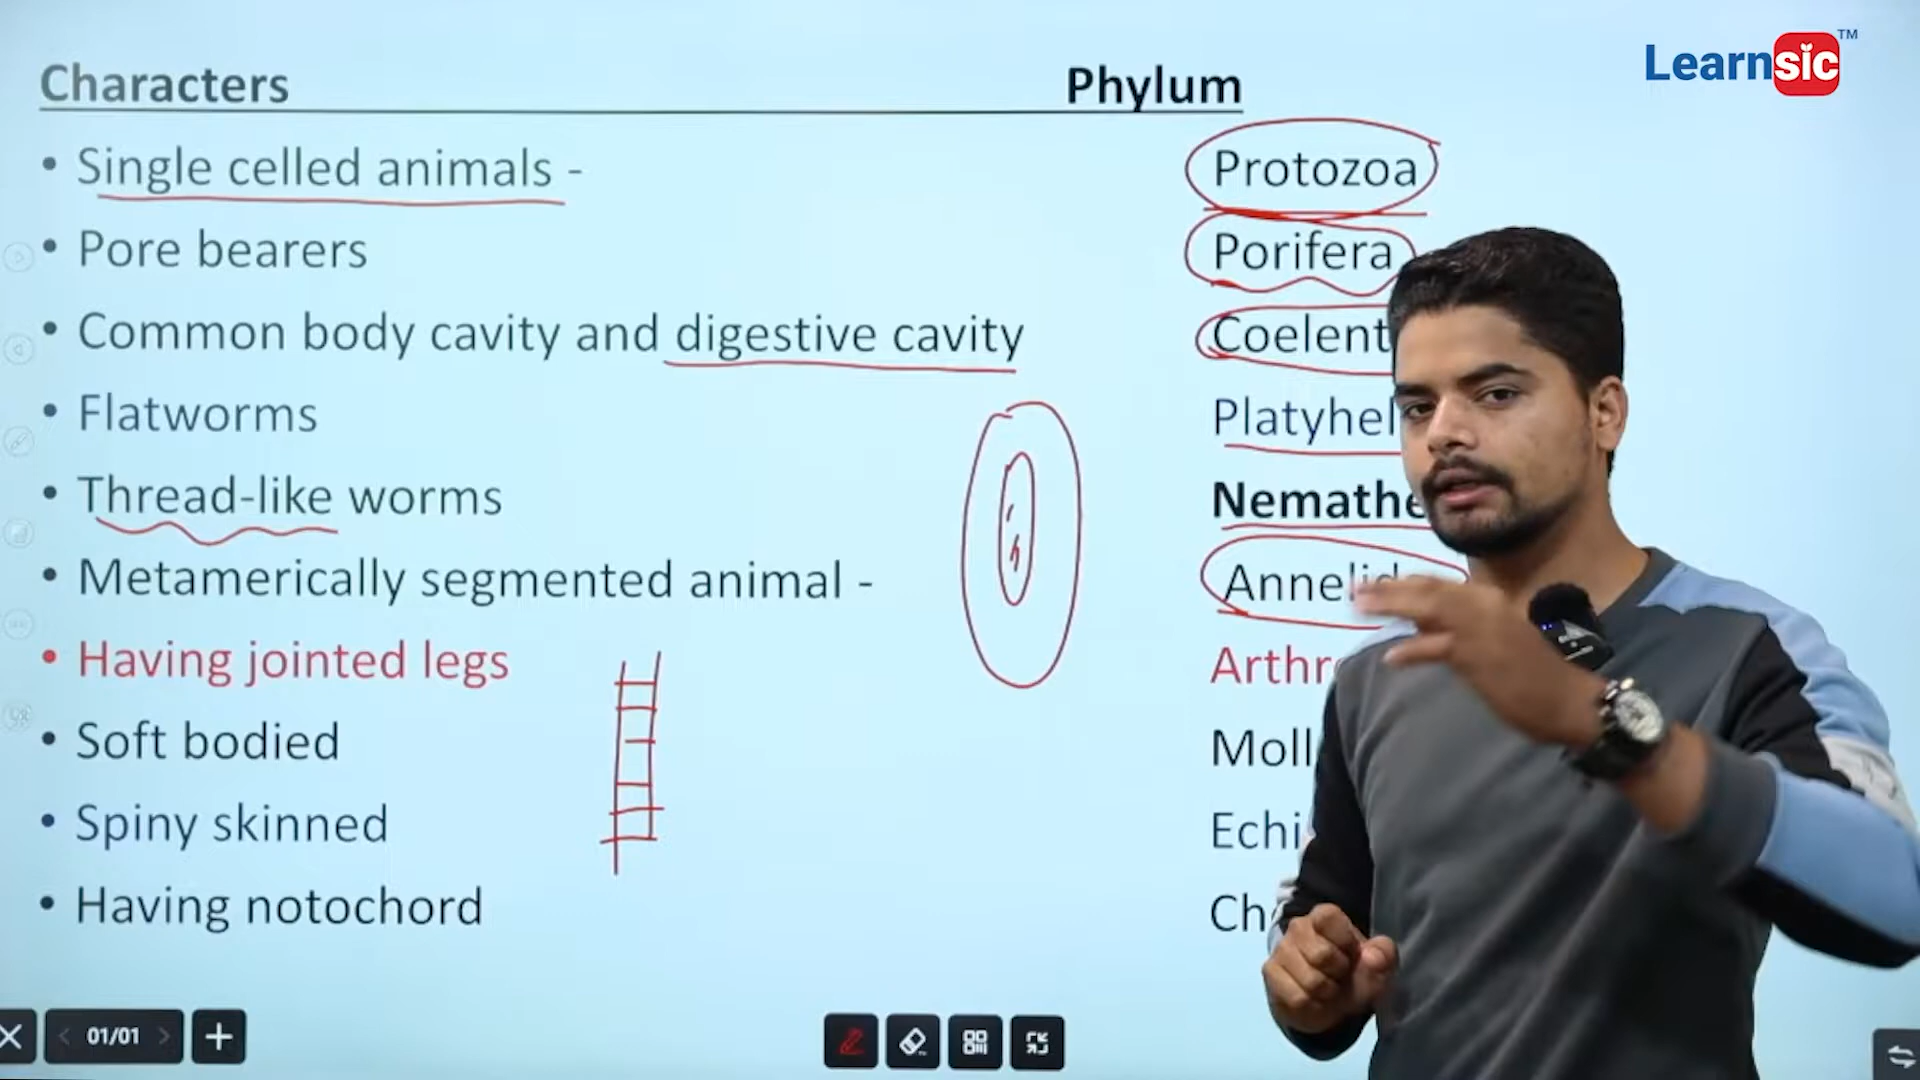 Learnsic™
Characters Phylum
• Single celled animals - Protozoa
• Pore bearers Porifera
• Common body cavity and digestive cavity Coelent
• Flatworms Platyhel
• Thread-like worms Nemathe
• Metamerically segmented animal - Annelid
• Having jointed legs Arthr
• Soft bodied Moll
• Spiny skinned Echi
• Having notochord Ch
01/01